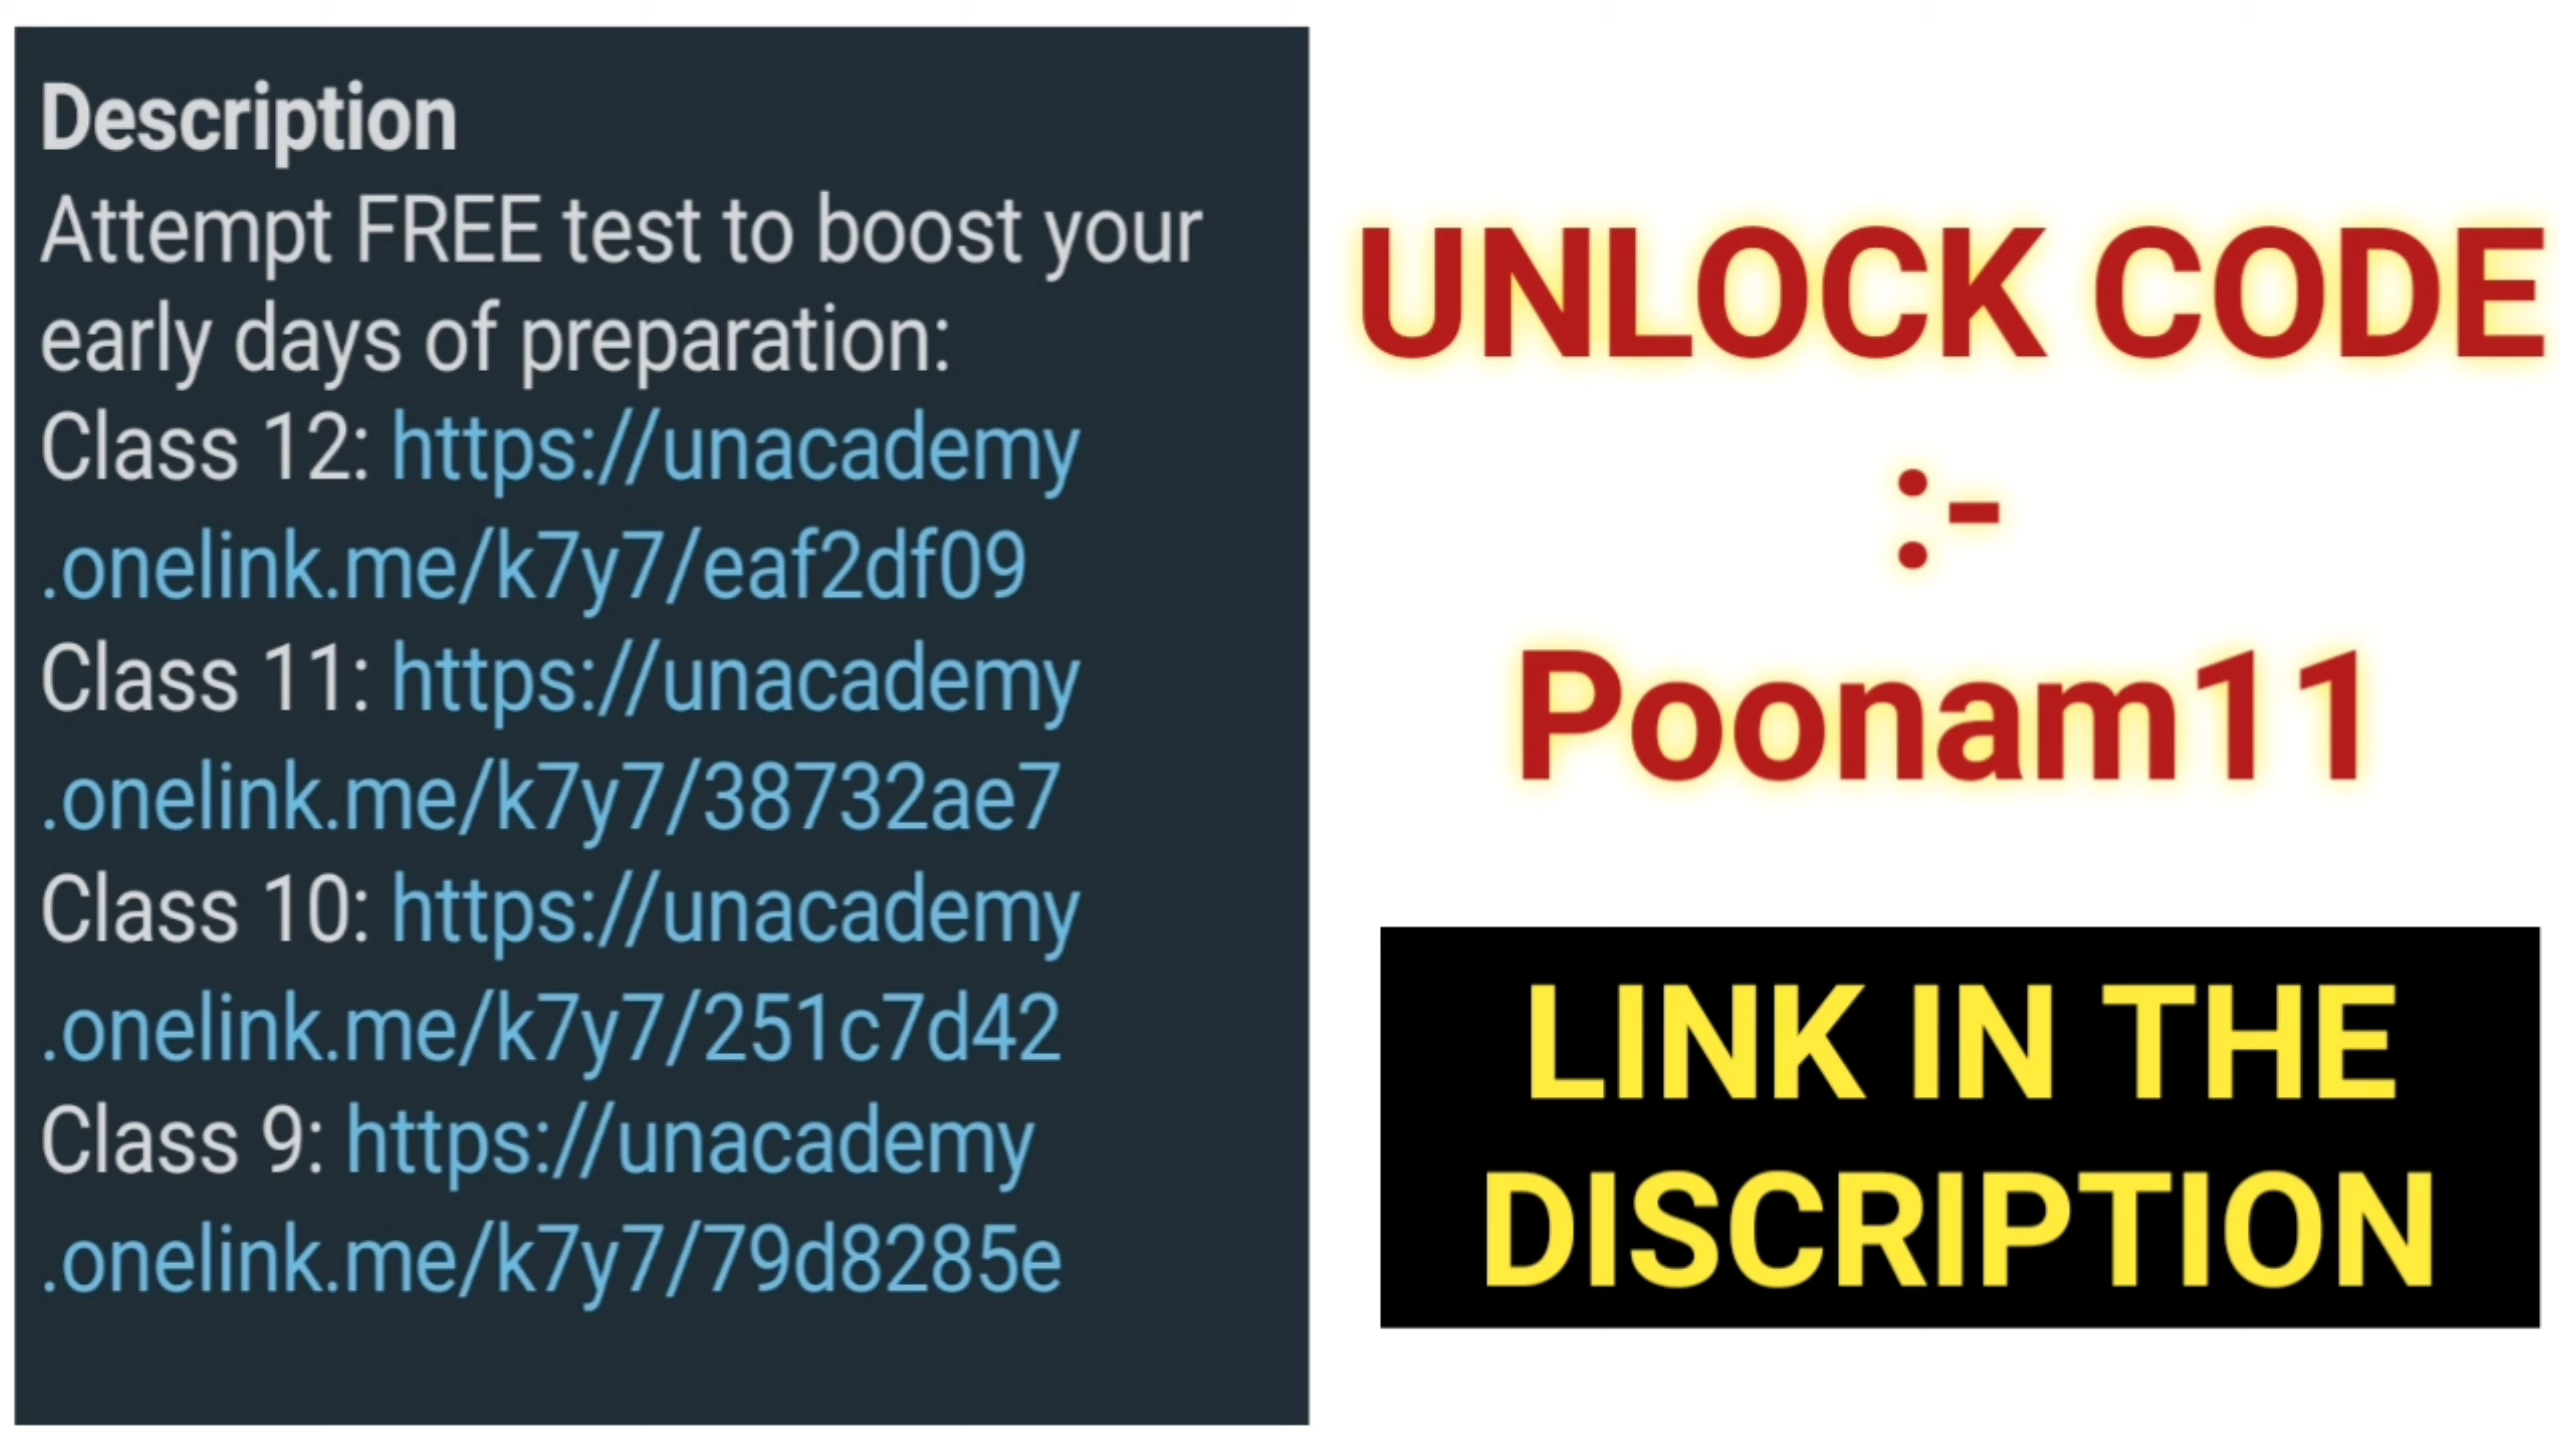 Description
Attempt FREE test to boost your
early days of preparation:
Class 12: https://unacademy
.onelink.me/k7y7/eaf2df09
Class 11: https://unacademy
.onelink.me/k7y7/38732ae7
Class 10: https://unacademy
.onelink.me/k7y7/251c7d42
Class 9: https://unacademy
.onelink.me/k7y7/79d8285e
UNLOCK CODE
:-
Poonam11
LINK IN THE
DISCRIPTION